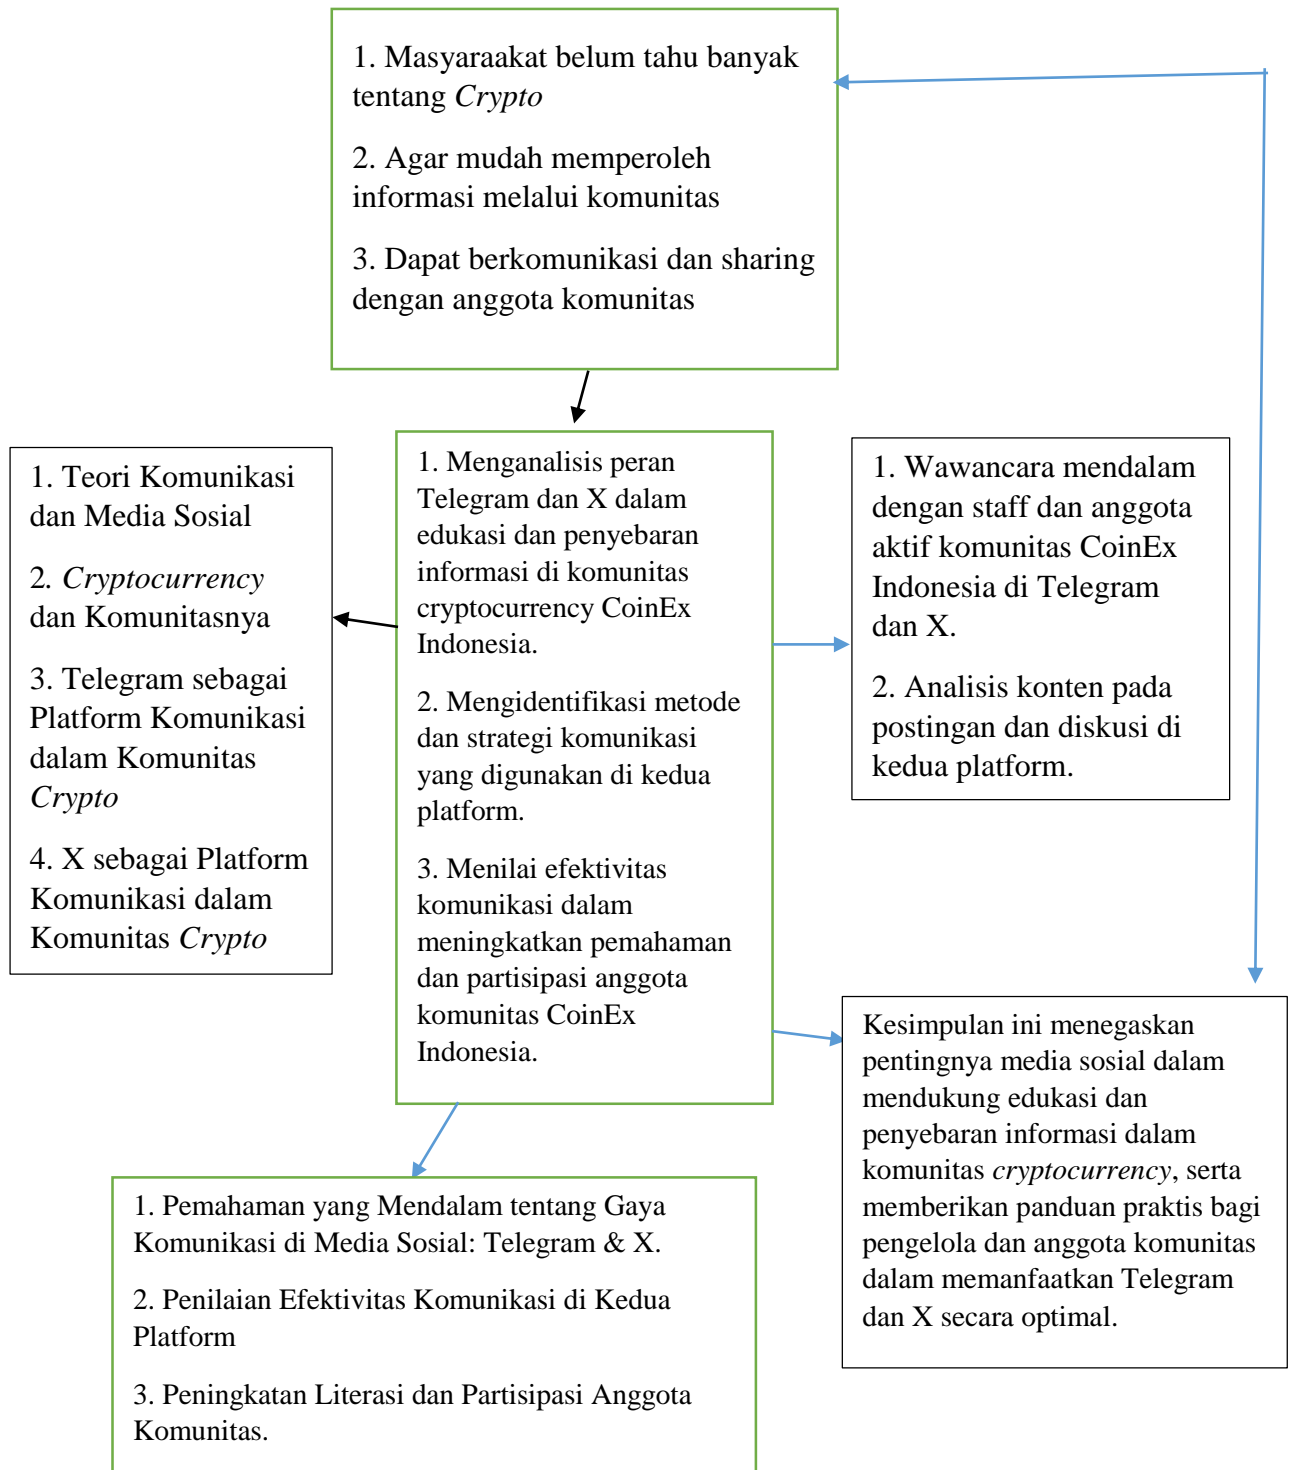 1. Masyaraakat belum tahu banyak
tentang Crypto
2. Agar mudah memperoleh
informasi melalui komunitas
3. Dapat berkomunikasi dan sharing
dengan anggota komunitas
1. Teori Komunikasi
dan Media Sosial
2. Cryptocurrency
dan Komunitasnya
3. Telegram sebagai
Platform Komunikasi
dalam Komunitas
Crypto
4. X sebagai Platform
Komunikasi dalam
Komunitas Crypto
1. Menganalisis peran
Telegram dan X dalam
edukasi dan penyebaran
informasi di komunitas
cryptocurrency CoinEx
Indonesia.
2. Mengidentifikasi metode
dan strategi komunikasi
yang digunakan di kedua
platform.
3. Menilai efektivitas
komunikasi dalam
meningkatkan pemahaman
dan partisipasi anggota
komunitas CoinEx
Indonesia.
1. Wawancara mendalam
dengan staff dan anggota
aktif komunitas CoinEx
Indonesia di Telegram
dan X.
2. Analisis konten pada
postingan dan diskusi di
kedua platform.
Kesimpulan ini menegaskan
pentingnya media sosial dalam
mendukung edukasi dan
penyebaran informasi dalam
komunitas cryptocurrency, serta
memberikan panduan praktis bagi
pengelola dan anggota komunitas
dalam memanfaatkan Telegram
dan X secara optimal.
1. Pemahaman yang Mendalam tentang Gaya
Komunikasi di Media Sosial: Telegram & X.
2. Penilaian Efektivitas Komunikasi di Kedua
Platform
3. Peningkatan Literasi dan Partisipasi Anggota
Komunitas.